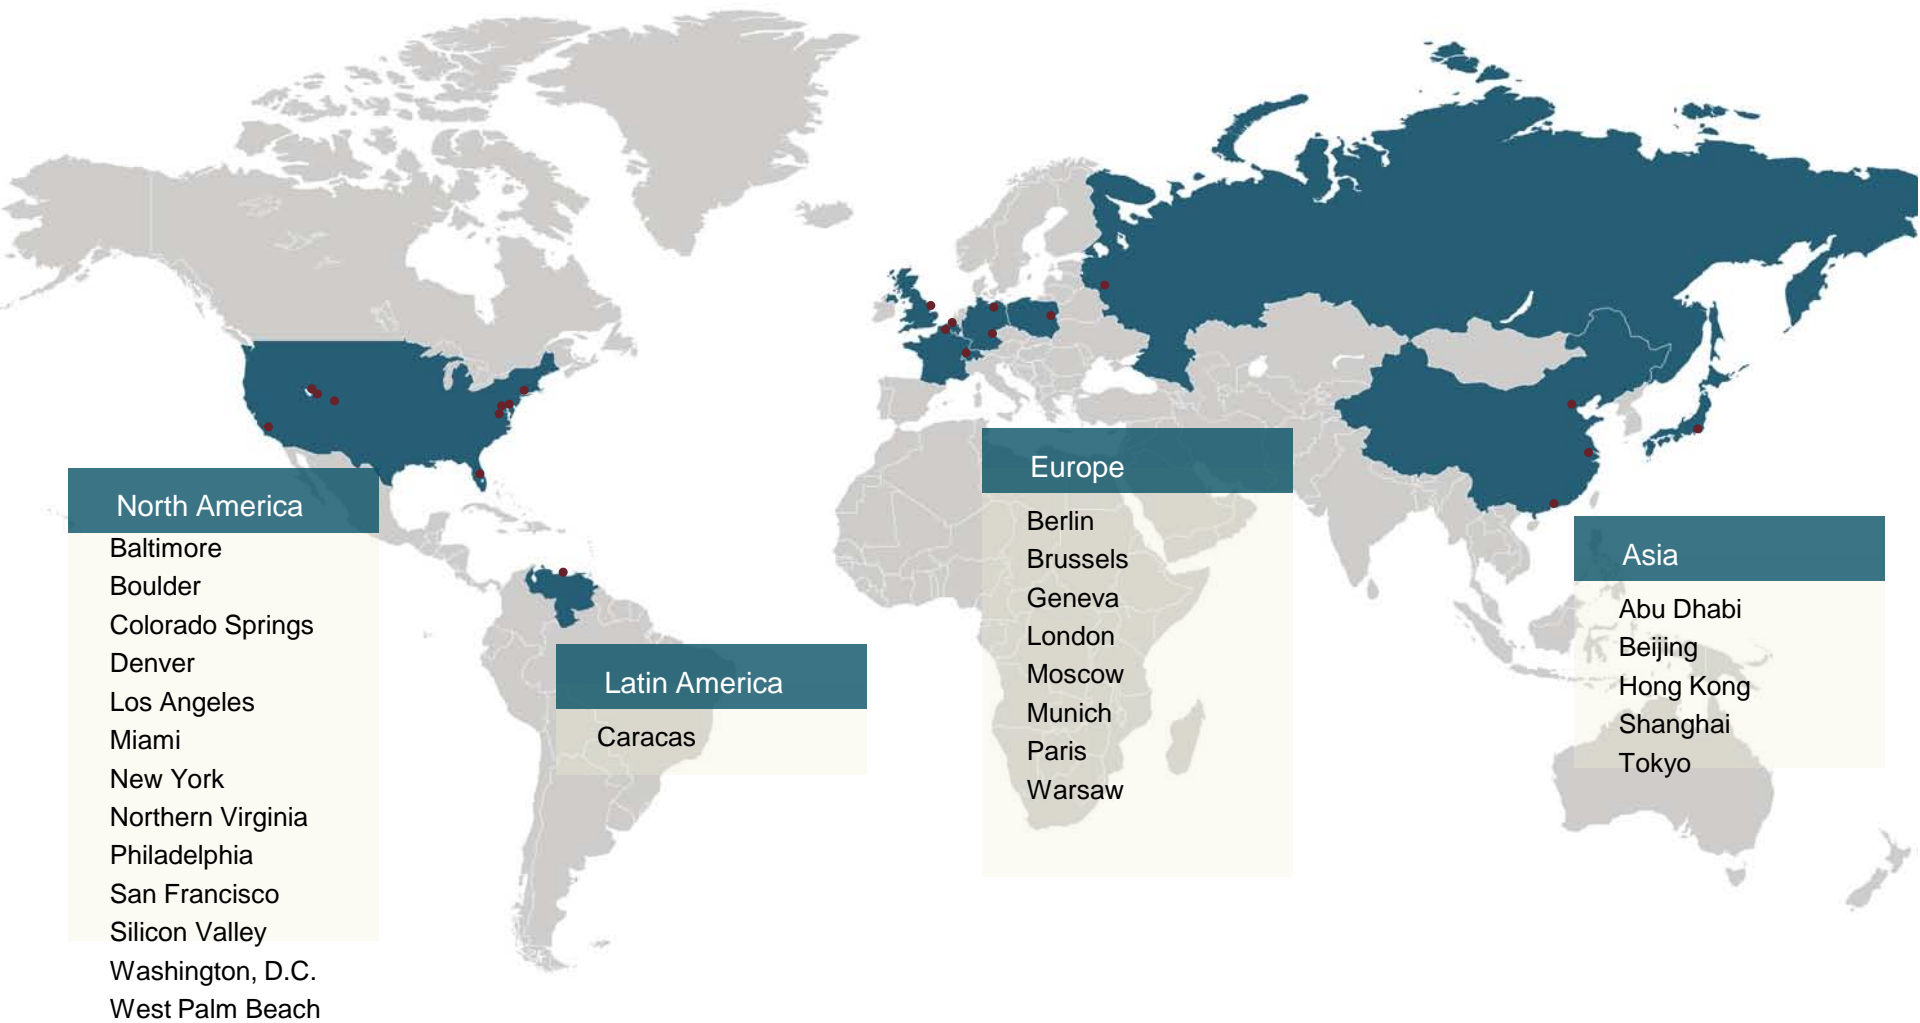 North America
Baltimore
Boulder
Colorado Springs
Denver
Los Angeles
Miami
New York
Northern Virginia
Philadelphia
San Francisco
Silicon Valley
Washington, D.C.
West Palm Beach
Latin America
Caracas
Europe
Berlin
Brussels
Geneva
London
Moscow
Munich
Paris
Warsaw
Asia
Abu Dhabi
Beijing
Hong Kong
Shanghai
Tokyo